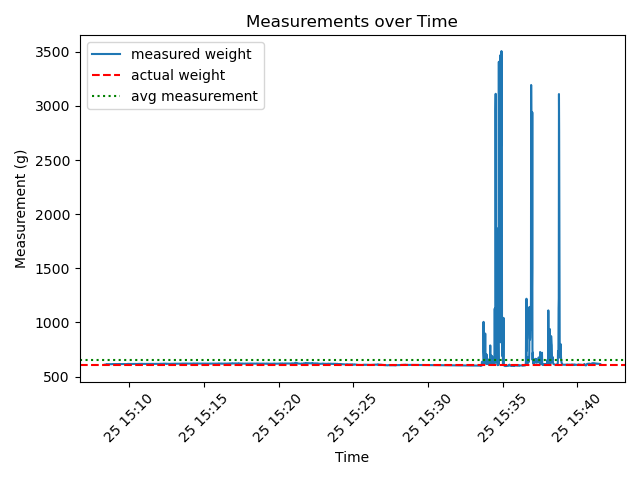 Measurements over Time
measured weight
actual weight
avg measurement
Measurement (g)
3500
3000
2500
2000
1500
1000
500
25 15:10
25 15:15
25 15:20
25 15:25
25 15:30
25 15:35
25 15:40
Time